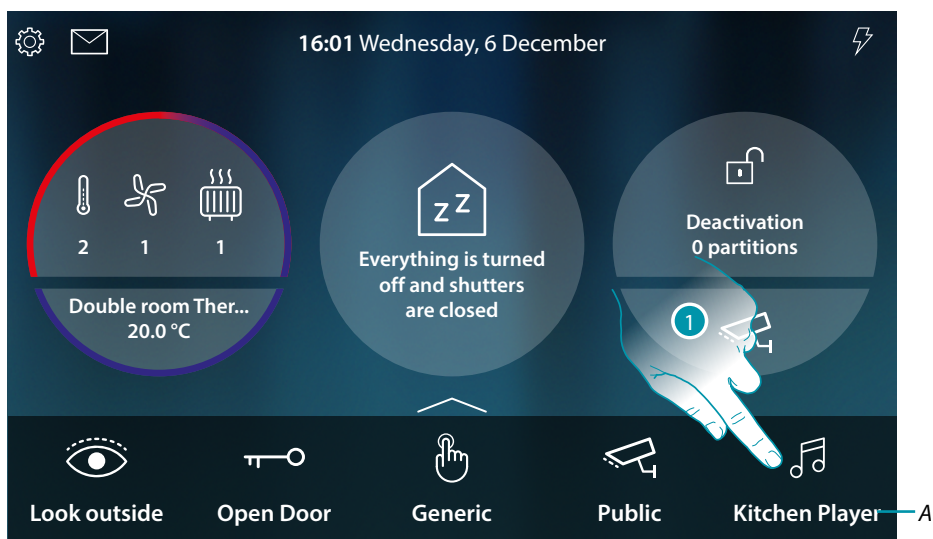 16:01 Wednesday, 6 December
2 1 1
Double room Ther...
20.0 °C
zZ
Everything is turned
off and shutters
are closed
Deactivation
0 partitions
1
Look outside
Open Door
Generic
Public
Kitchen Player
A